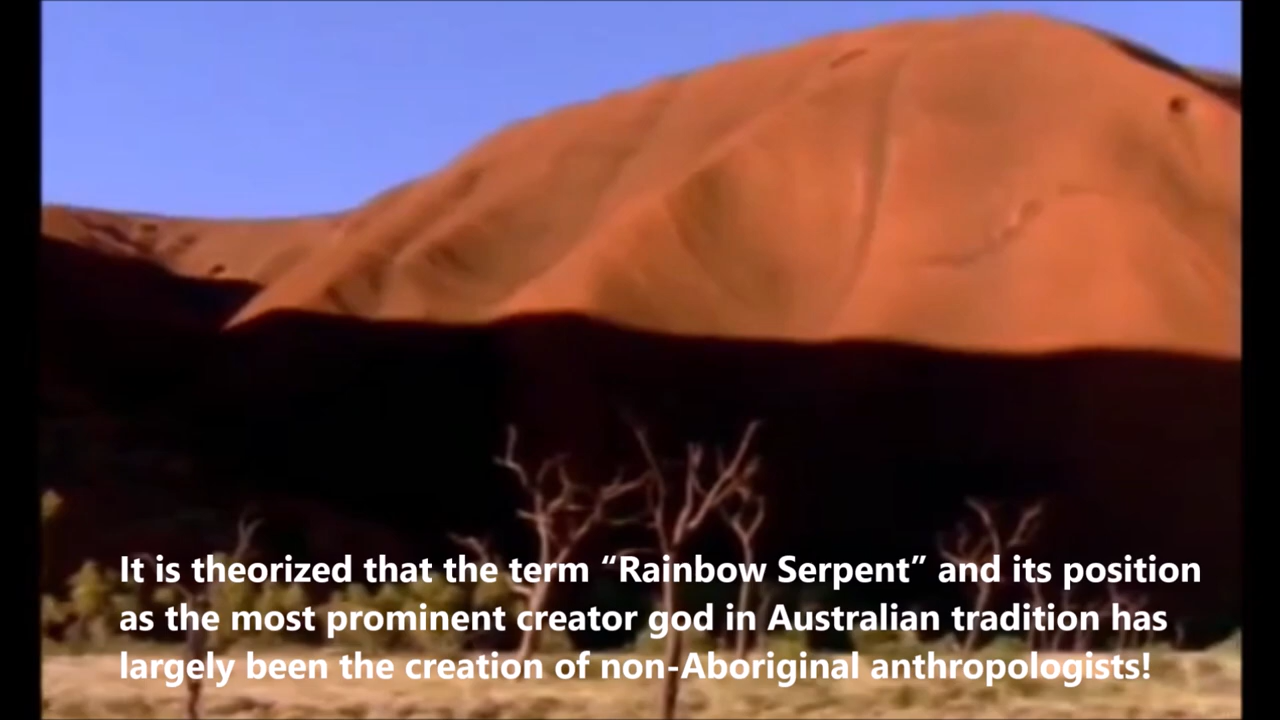 It is theorized that the term “Rainbow Serpent” and its position
as the most prominent creator god in Australian tradition has
largely been the creation of non-Aboriginal anthropologists!